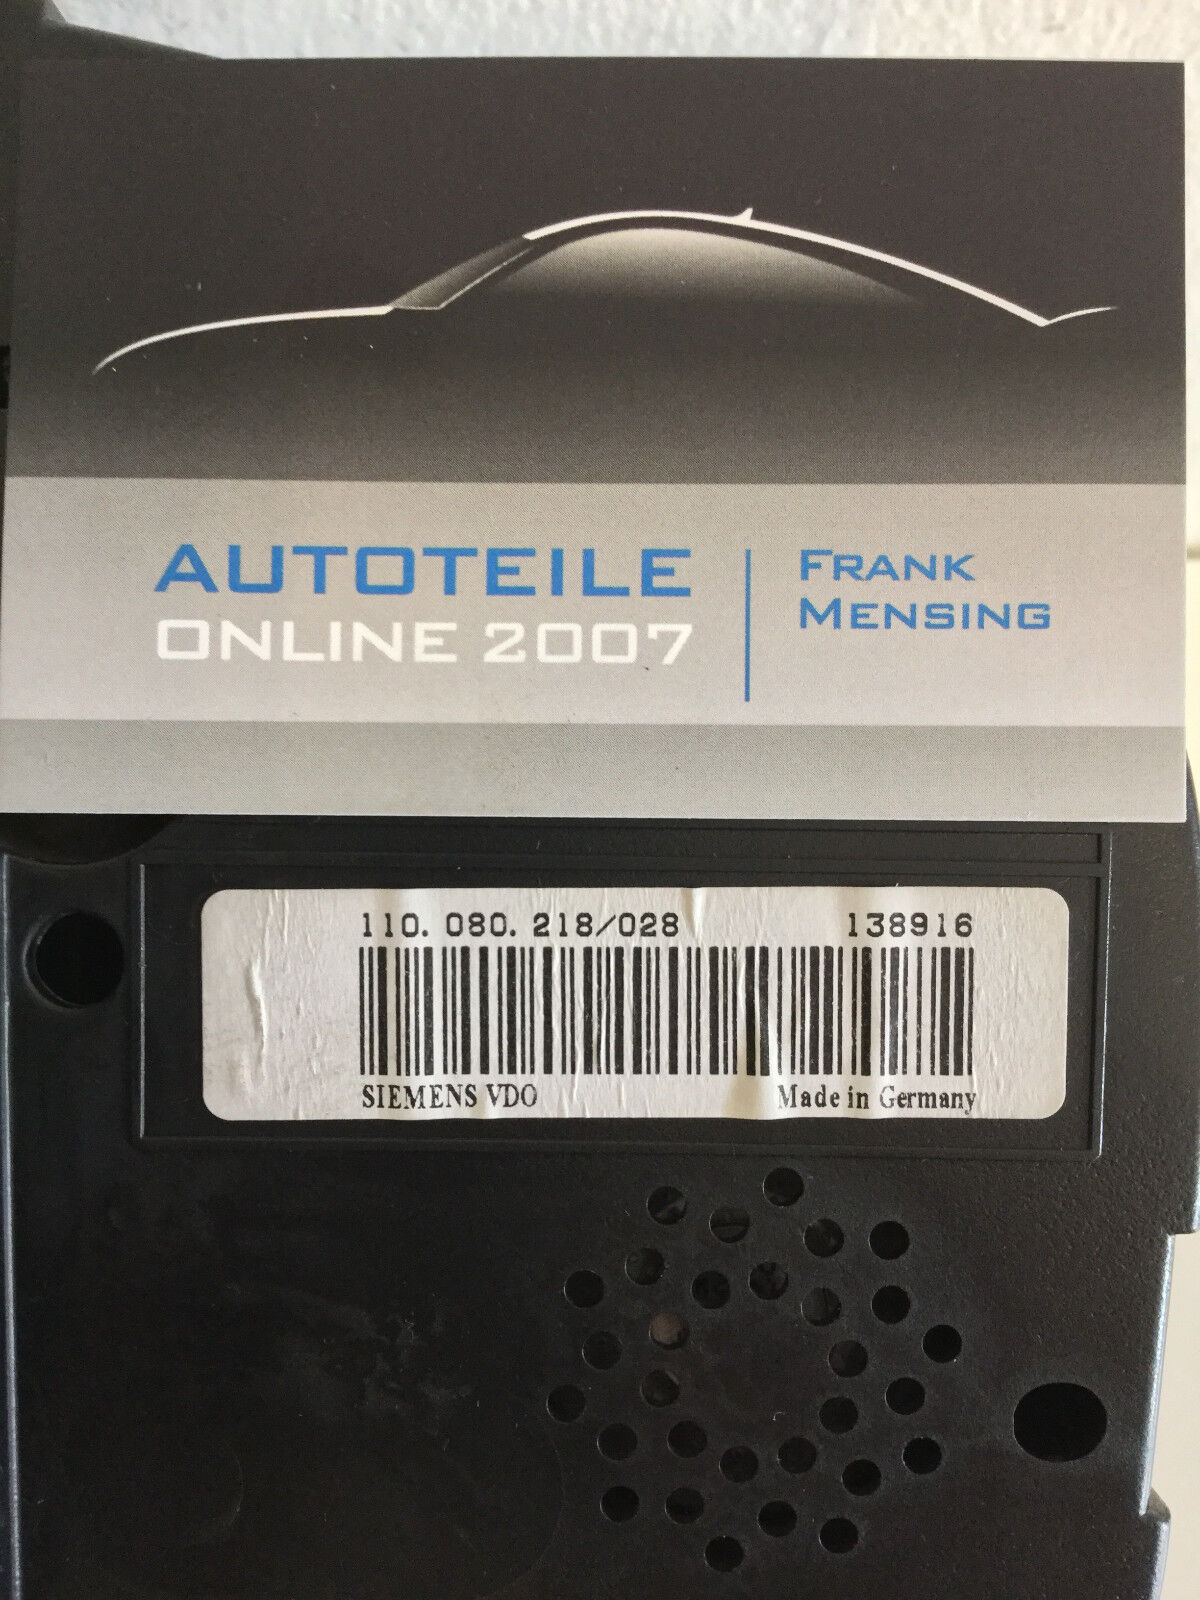 AUTOTEILE
ONLINE 2007
FRANK
MENSING
110. 080. 218/028 138916
SIEMENS VDO Made in Germany